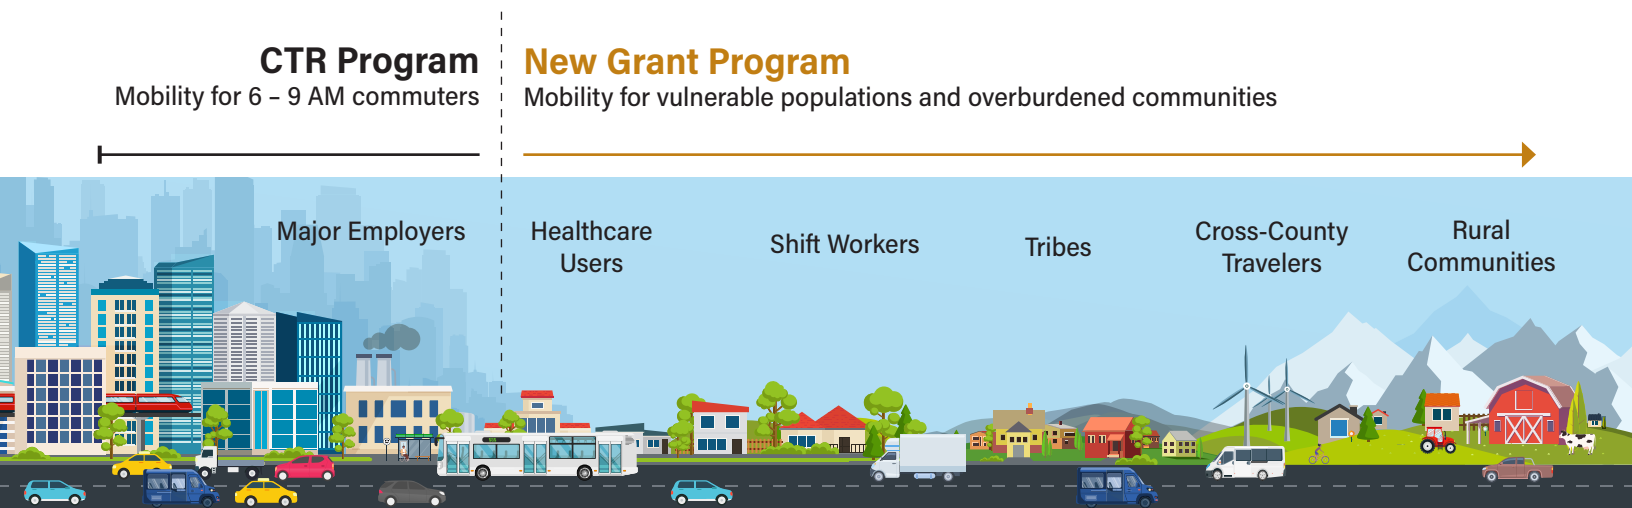 CTR Program
Mobility for 6 – 9 AM commuters
New Grant Program
Mobility for vulnerable populations and overburdened communities
Major Employers
Healthcare
Users
Shift Workers
Tribes
Cross-County
Travelers
Rural
Communities